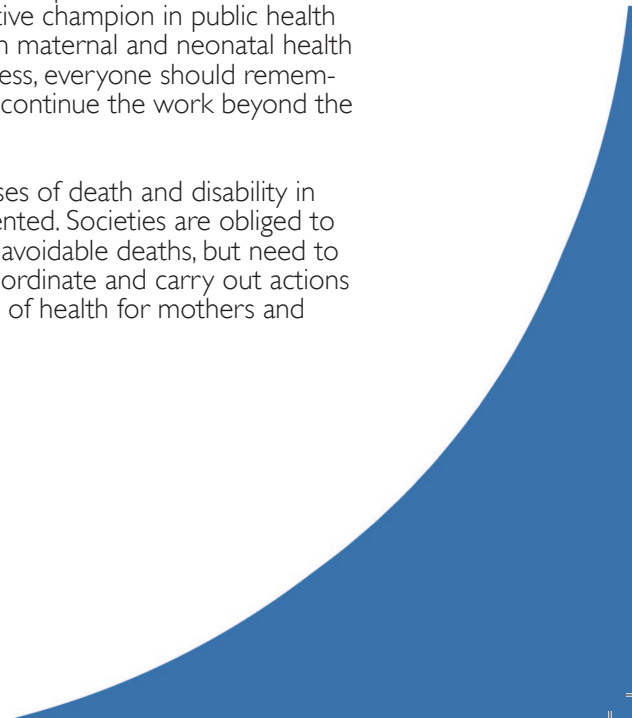 tive champion in public health
n maternal and neonatal health
ess, everyone should remem-
continue the work beyond the
ses of death and disability in
ented. Societies are obliged to
avoidable deaths, but need to
ordinate and carry out actions
of health for mothers and